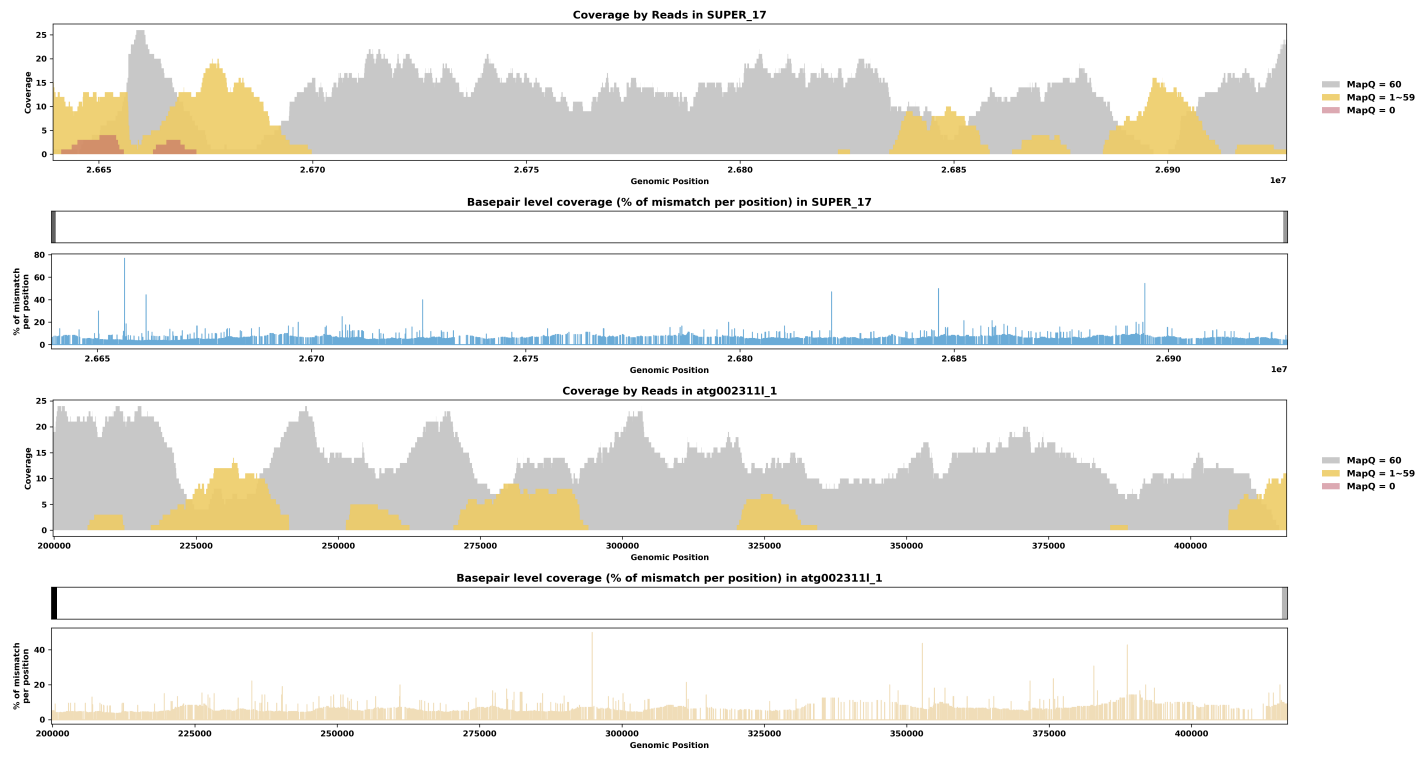 Coverage by Reads in SUPER_17
25
20
15
10
5
0
Coverage
2.665 2.670 2.675 2.680 2.685 2.690
1e7
Genomic Position
MapQ = 60
MapQ = 1~59
MapQ = 0
Basepair level coverage (% of mismatch per position) in SUPER_17
80
60
40
20
0
% of mismatch
per position
2.665 2.670 2.675 2.680 2.685 2.690
1e7
Genomic Position
Coverage by Reads in atg002311l_1
25
20
15
10
5
0
Coverage
200000 225000 250000 275000 300000 325000 350000 375000 400000
Genomic Position
MapQ = 60
MapQ = 1~59
MapQ = 0
Basepair level coverage (% of mismatch per position) in atg002311l_1
40
20
0
% of mismatch
per position
200000 225000 250000 275000 300000 325000 350000 375000 400000
Genomic Position